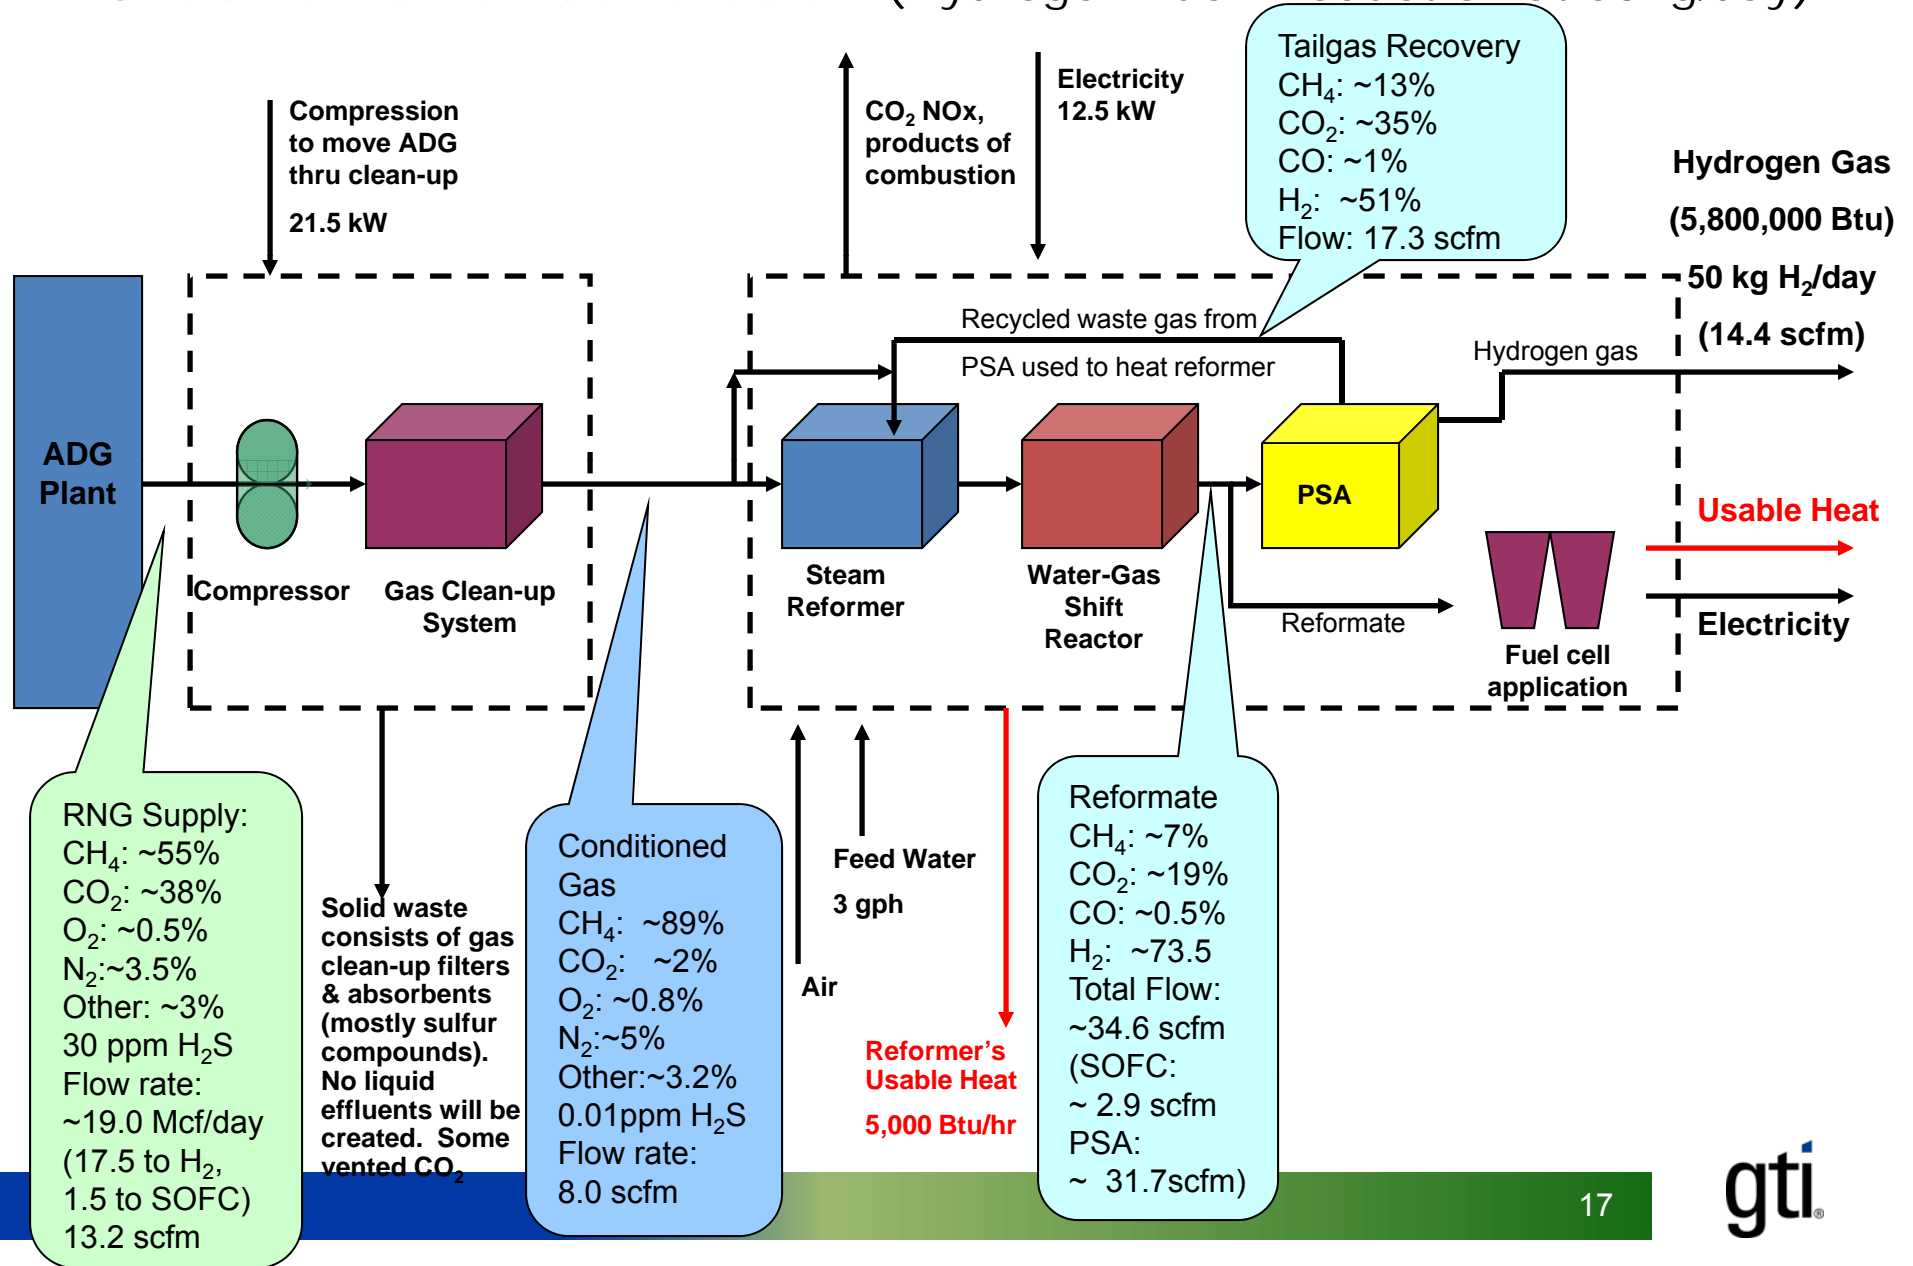 Compression
to move ADG
thru clean-up
21.5 kW
CO2 NOx,
products of
combustion
Electricity
12.5 kW
Tailgas Recovery
CH4: ~13%
CO2: ~35%
CO: ~1%
H2: ~51%
Flow: 17.3 scfm
Hydrogen Gas
(5,800,000 Btu)
50 kg H2/day
(14.4 scfm)
Recycled waste gas from
PSA used to heat reformer
Hydrogen gas
ADG
Plant
PSA
Usable Heat
Electricity
Compressor
Gas Clean-up
System
Steam
Reformer
Water-Gas
Shift
Reactor
Reformate
Fuel cell
application
RNG Supply:
CH4: ~55%
CO2: ~38%
O2: ~0.5%
N2:~3.5%
Other: ~3%
30 ppm H2S
Flow rate:
~19.0 Mcf/day
(17.5 to H2,
1.5 to SOFC)
13.2 scfm
Solid waste
consists of gas
clean-up filters
& absorbents
(mostly sulfur
compounds).
No liquid
effluents will be
created. Some
vented CO2
Conditioned
Gas
CH4: ~89%
CO2: ~2%
O2: ~0.8%
N2:~5%
Other:~3.2%
0.01ppm H2S
Flow rate:
8.0 scfm
Air
Feed Water
3 gph
Reformer's
Usable Heat
5,000 Btu/hr
Reformate
CH4: ~7%
CO2: ~19%
CO: ~0.5%
H2: ~73.5
Total Flow:
~34.6 scfm
(SOFC:
~ 2.9 scfm
PSA:
~ 31.7scfm)
17
gti®